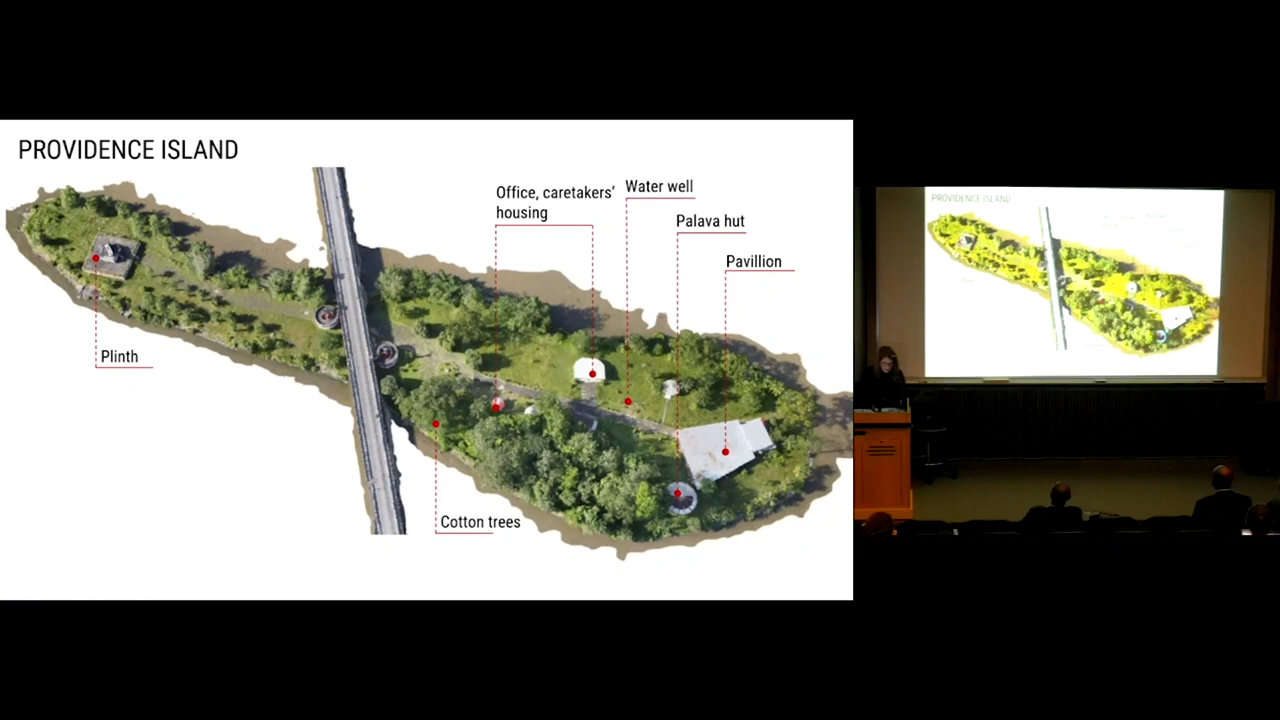 PROVIDENCE ISLAND
Office, caretakers’
housing
Water well
Palava hut
Pavillion
Plinth
Cotton trees
PROVIDENCE ISLAND